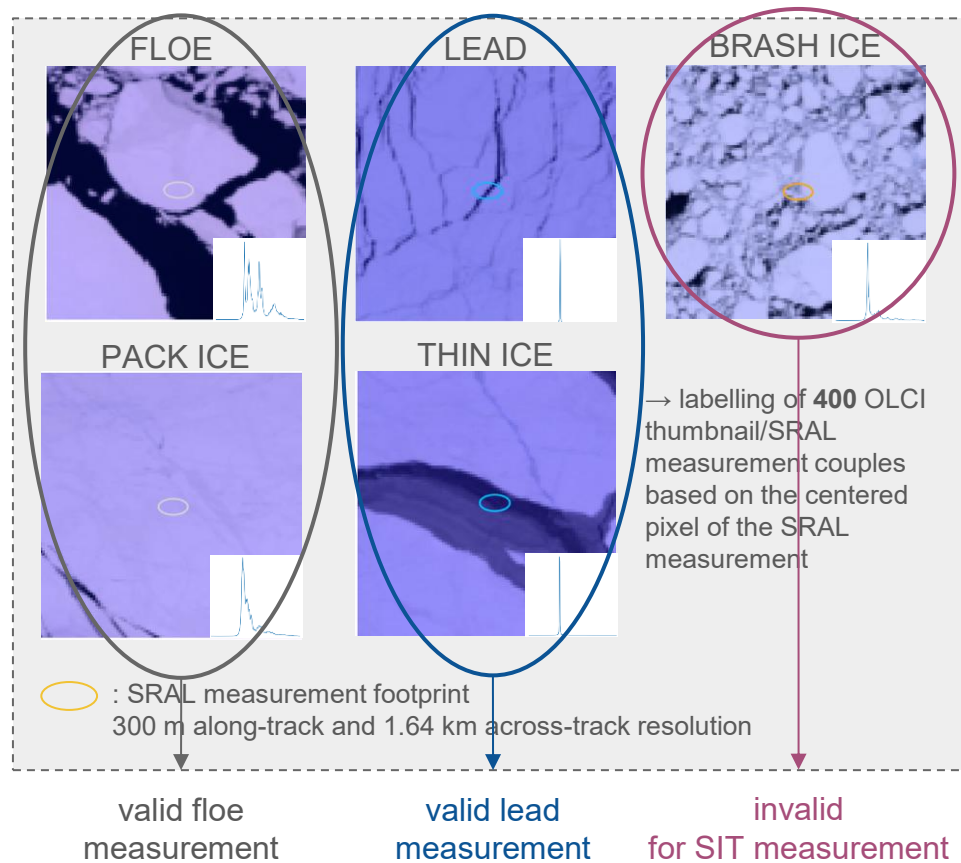 FLOE
LEAD
BRASH ICE
PACK ICE
THIN ICE
→ labelling of 400 OLCI
thumbnail/SRAL
measurement couples
based on the centered
pixel of the SRAL
measurement
: SRAL measurement footprint
300 m along-track and 1.64 km across-track resolution
valid floe
measurement
valid lead
measurement
invalid
for SIT measurement